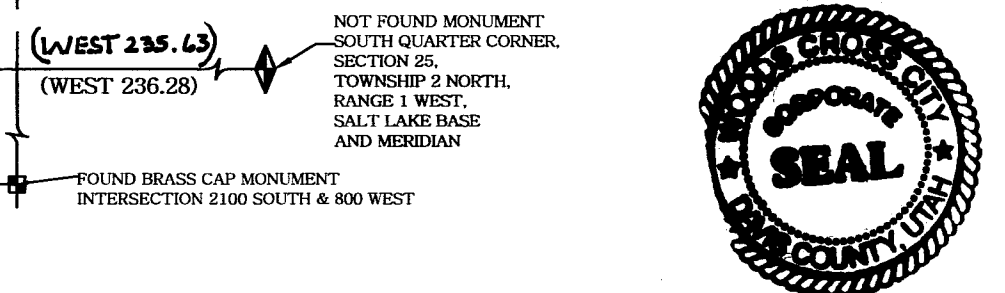 (WEST 235.63)
(WEST 236.28)
NOT FOUND MONUMENT
SOUTH QUARTER CORNER,
SECTION 25,
TOWNSHIP 2 NORTH,
RANGE 1 WEST,
SALT LAKE BASE
AND MERIDIAN
FOUND BRASS CAP MONUMENT
INTERSECTION 2100 SOUTH & 800 WEST
WOODS CROSS CITY
CORPORATE
SEAL
DAVIS COUNTY, UTAH